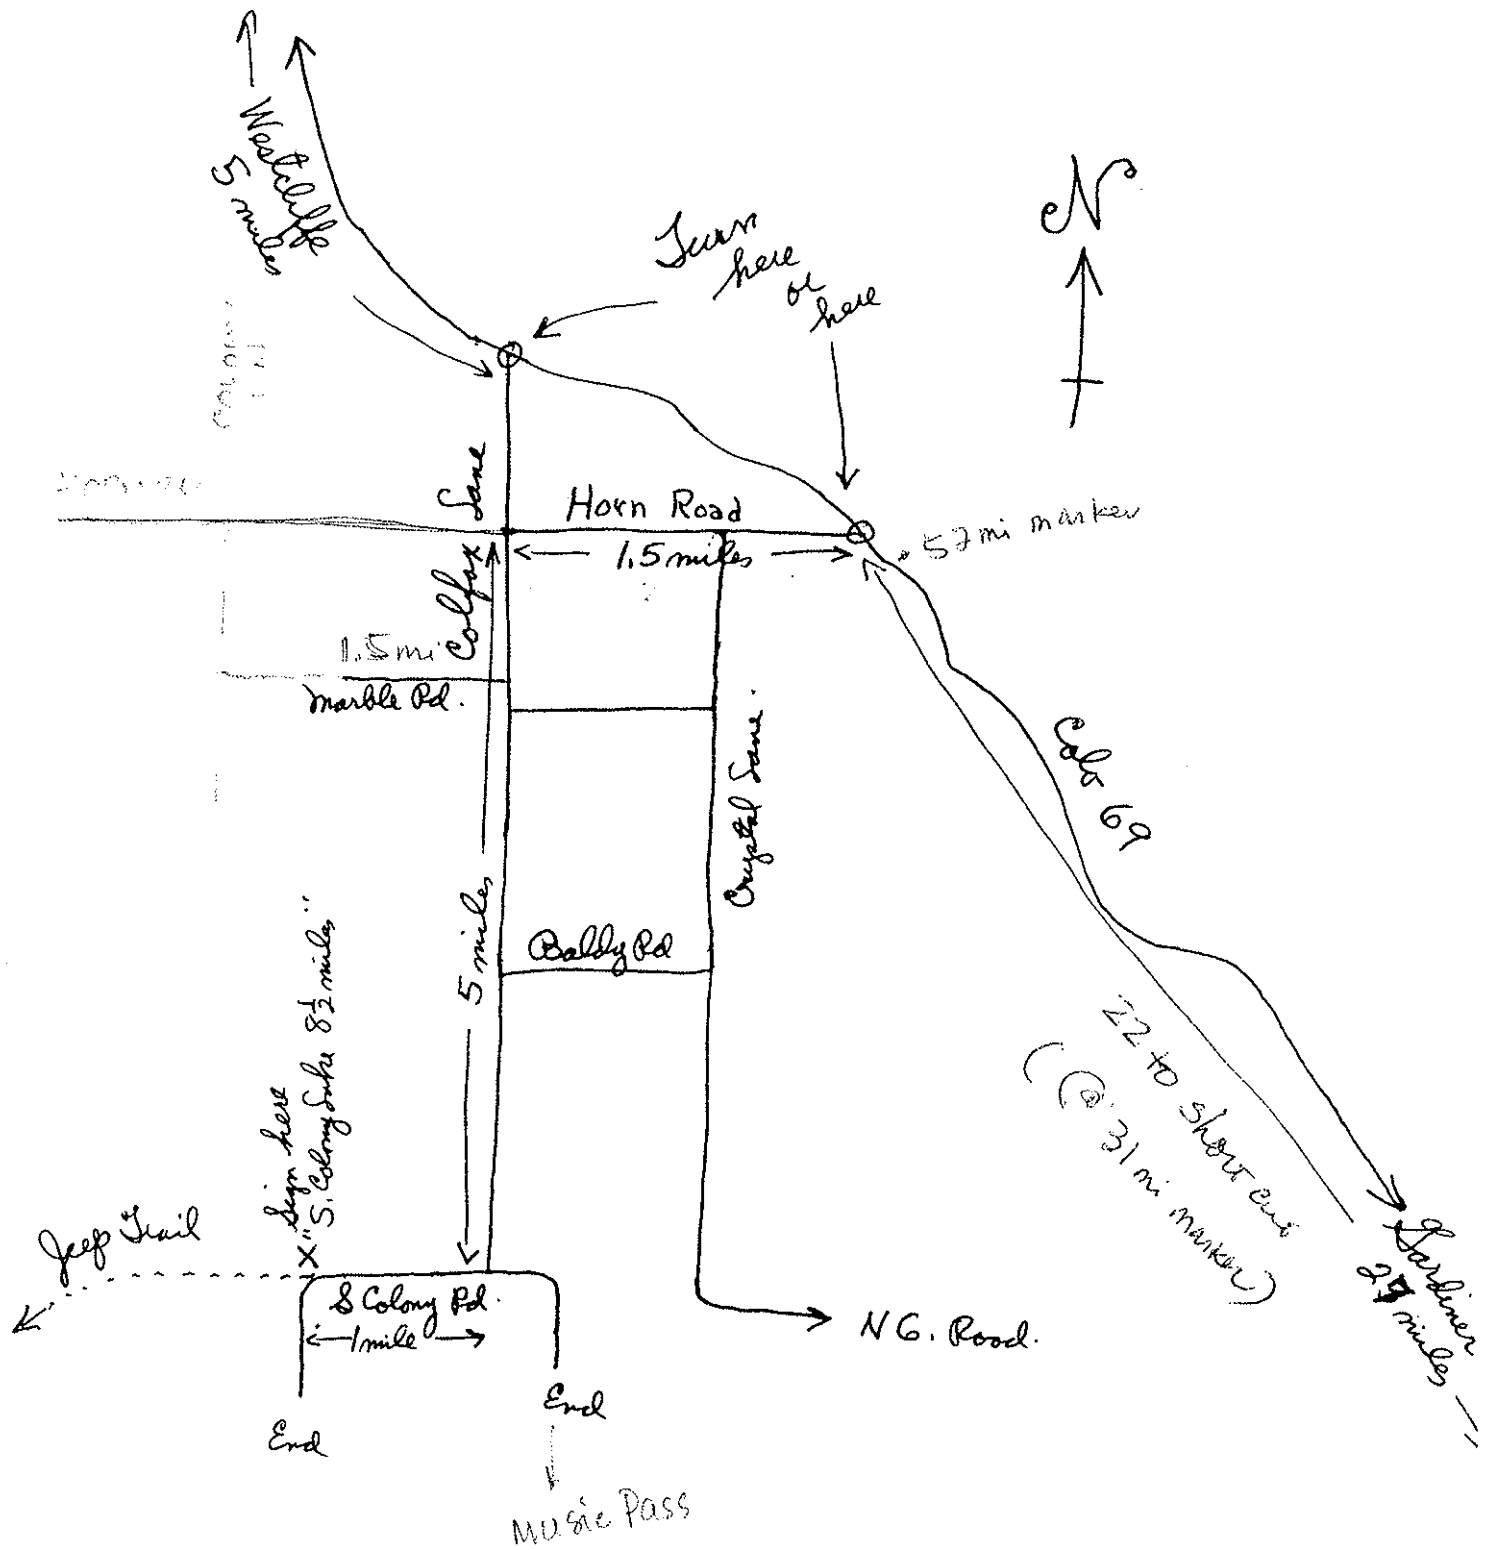 Westcliffe
5 miles
Turn
here
or
here
N
COLONY
LN
Colfax Lane
Horn Road
1.5 miles
57 mi marker
1.5 mi
Marble Rd.
Crystal Lane.
Colo 69
5 miles
Baldy Rd
22 to short cut
(@ 31 mi marker)
X "Sign here
S. Colony Lake 8½ miles"
Jeep Trail
S Colony Rd.
1 mile
N G. Road.
Gardiner
27 miles
End
End
Music Pass